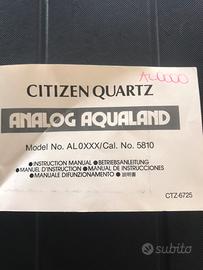 CITIZEN QUARTZ
ANALOG AQUALAND
Model No. AL0XXX/Cal. No. 5810
●INSTRUCTION MANUAL ●BETRIEBSANLEITUNG
●MANUEL D'INSTRUCTION ●MANUAL DE INSTRUCCIONES
●MANUALE DIFUNZIONAMENTO ●説明書
CTZ-6725
subito